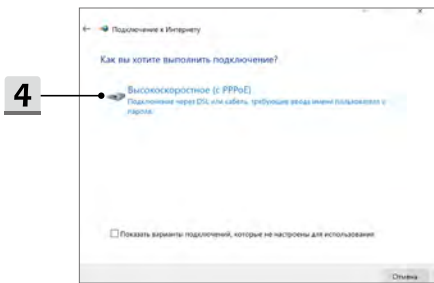 Подключение к Интернету
Как вы хотите выполнить подключение?
4
Высокоскоростное (с PPPoE)
Подключение через DSL или кабель, требующее ввода имени пользователя и
пароля.
Показать варианты подключений, которые не настроены для использования
Отмена